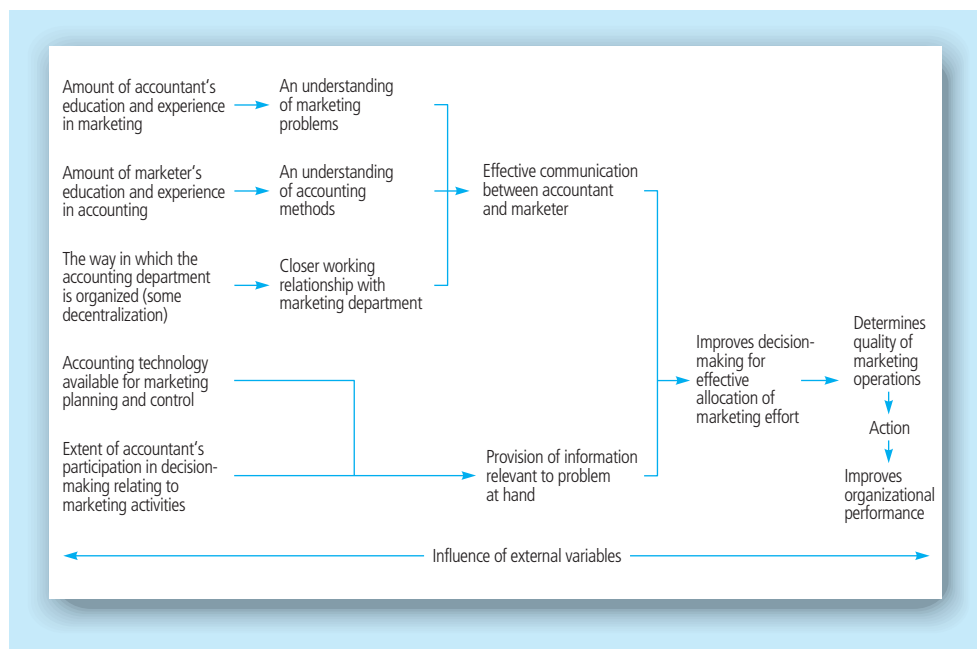 Amount of accountant's
education and experience
in marketing
An understanding
of marketing
problems
Amount of marketer's
education and experience
in accounting
An understanding
of accounting
methods
Effective communication
between accountant
and marketer
The way in which the
accounting department
is organized (some
decentralization)
Closer working
relationship with
marketing department
Accounting technology
available for marketing
planning and control
Extent of accountant's
participation in decision-
making relating to
marketing activities
Provision of information
relevant to problem
at hand
Improves decision-
making for
effective
allocation of
marketing effort
Determines
quality of
marketing
operations
Action
Improves
organizational
performance
Influence of external variables